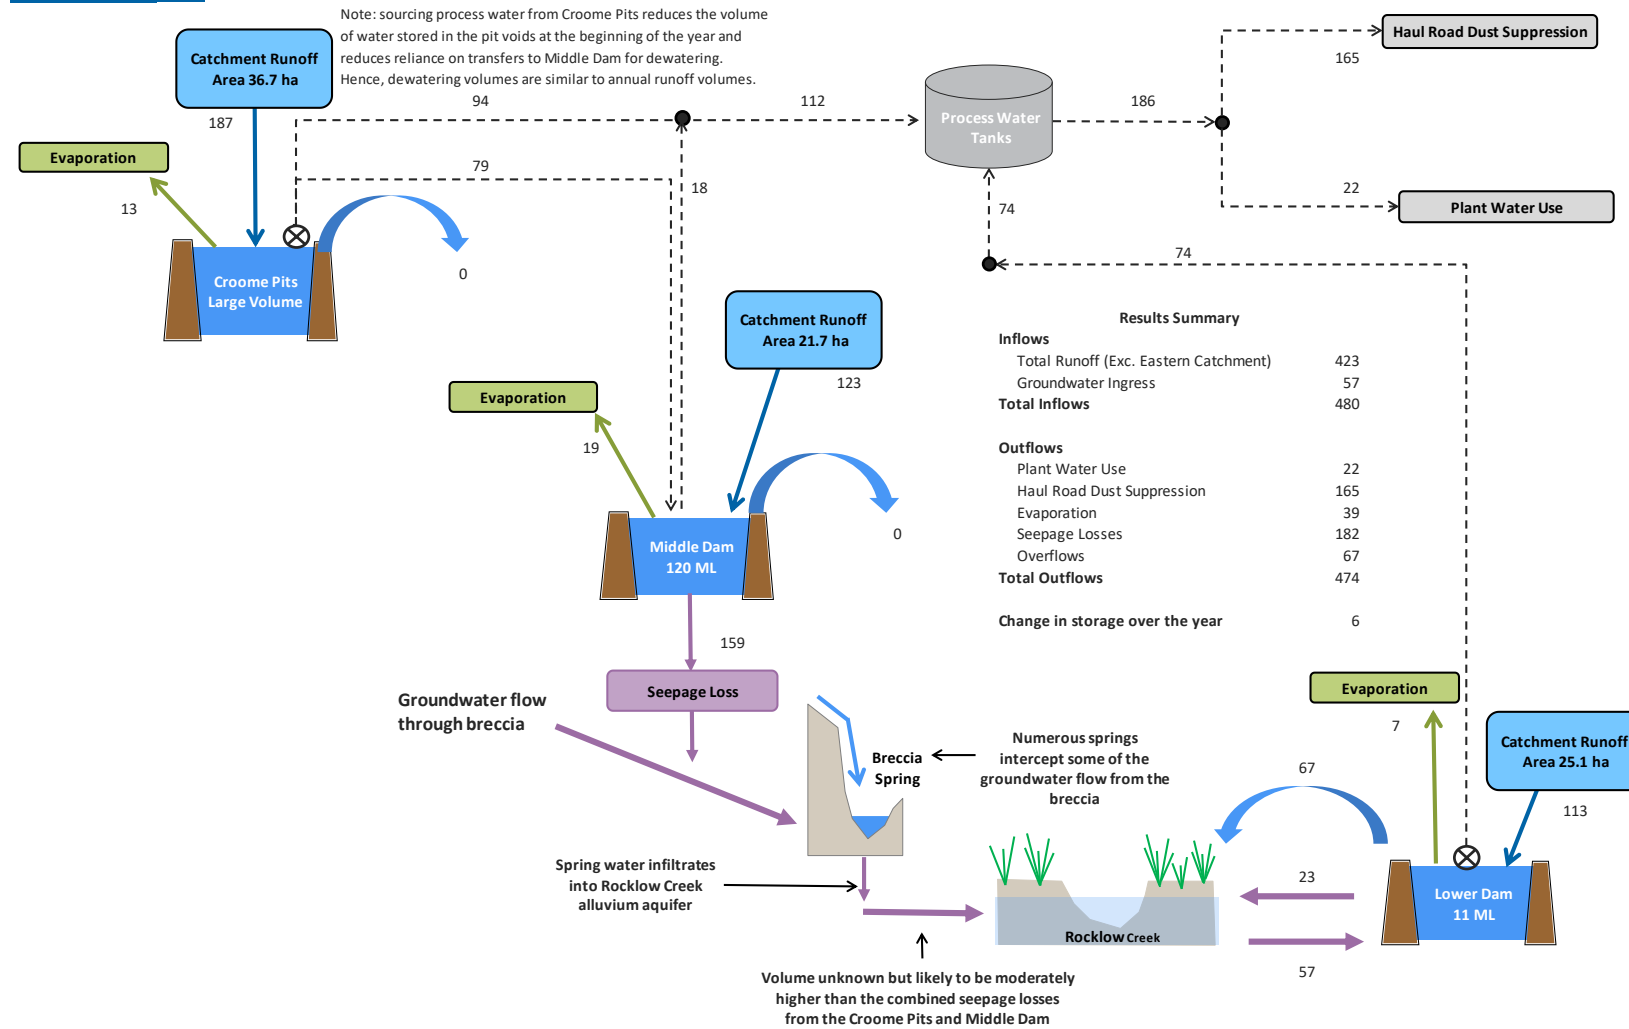 Note: sourcing process water from Croome Pits reduces the volume
of water stored in the pit voids at the beginning of the year and
reduces reliance on transfers to Middle Dam for dewatering.
Hence, dewatering volumes are similar to annual runoff volumes.
Catchment Runoff
Area 36.7 ha
187
Evaporation
13
94
79
112
18
0
Croome Pits
Large Volume
Process Water
Tanks
186
Haul Road Dust Suppression
165
22
Plant Water Use
74
74
Catchment Runoff
Area 21.7 ha
123
Evaporation
19
0
Middle Dam
120 ML
159
Seepage Loss
Results Summary
Inflows
Total Runoff (Exc. Eastern Catchment) 423
Groundwater Ingress 57
Total Inflows 480
Outflows
Plant Water Use 22
Haul Road Dust Suppression 165
Evaporation 39
Seepage Losses 182
Overflows 67
Total Outflows 474
Change in storage over the year 6
Groundwater flow
through breccia
Breccia
Spring
Numerous springs
intercept some of the
groundwater flow from the
breccia
Spring water infiltrates
into Rocklow Creek
alluvium aquifer
Volume unknown but likely to be moderately
higher than the combined seepage losses
from the Croome Pits and Middle Dam
Rocklow Creek
Evaporation
7
Catchment Runoff
Area 25.1 ha
113
67
23
57
Lower Dam
11 ML